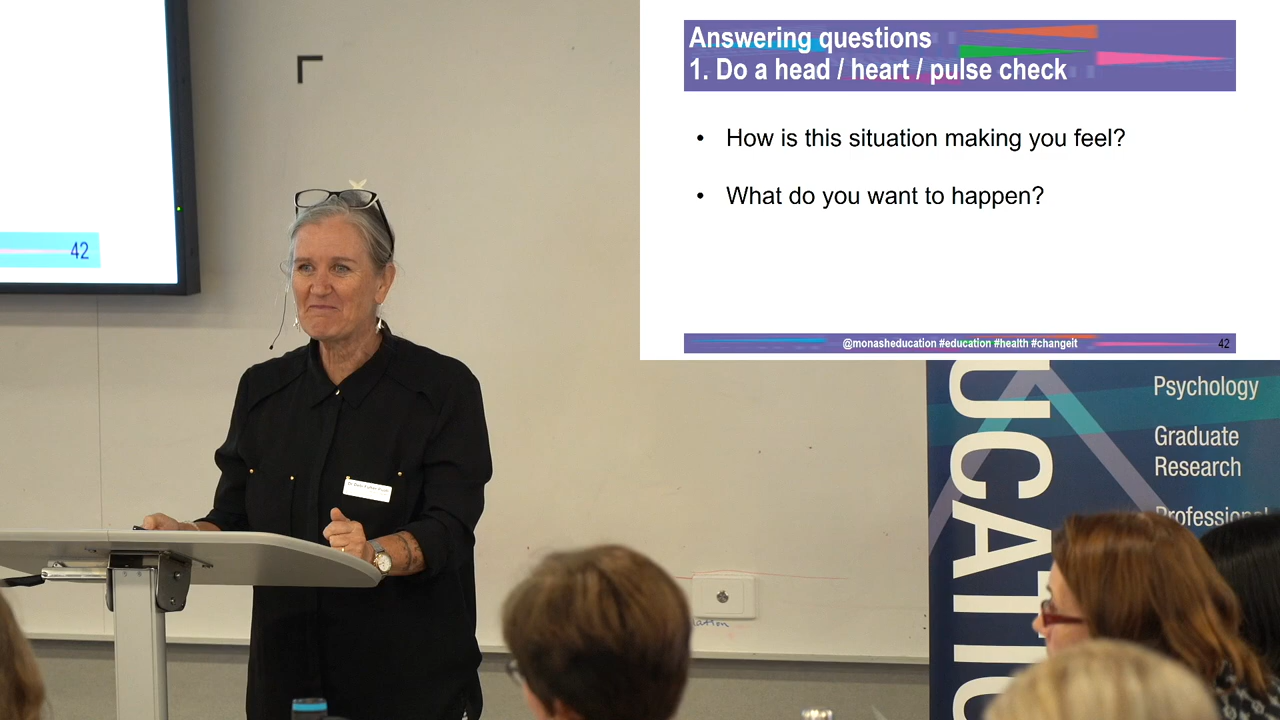 Answering questions
1. Do a head / heart / pulse check
• How is this situation making you feel?
• What do you want to happen?
@monasheducation #education #health #changeit
42
42
UCATIO
Psychology
Graduate
Research
Professional